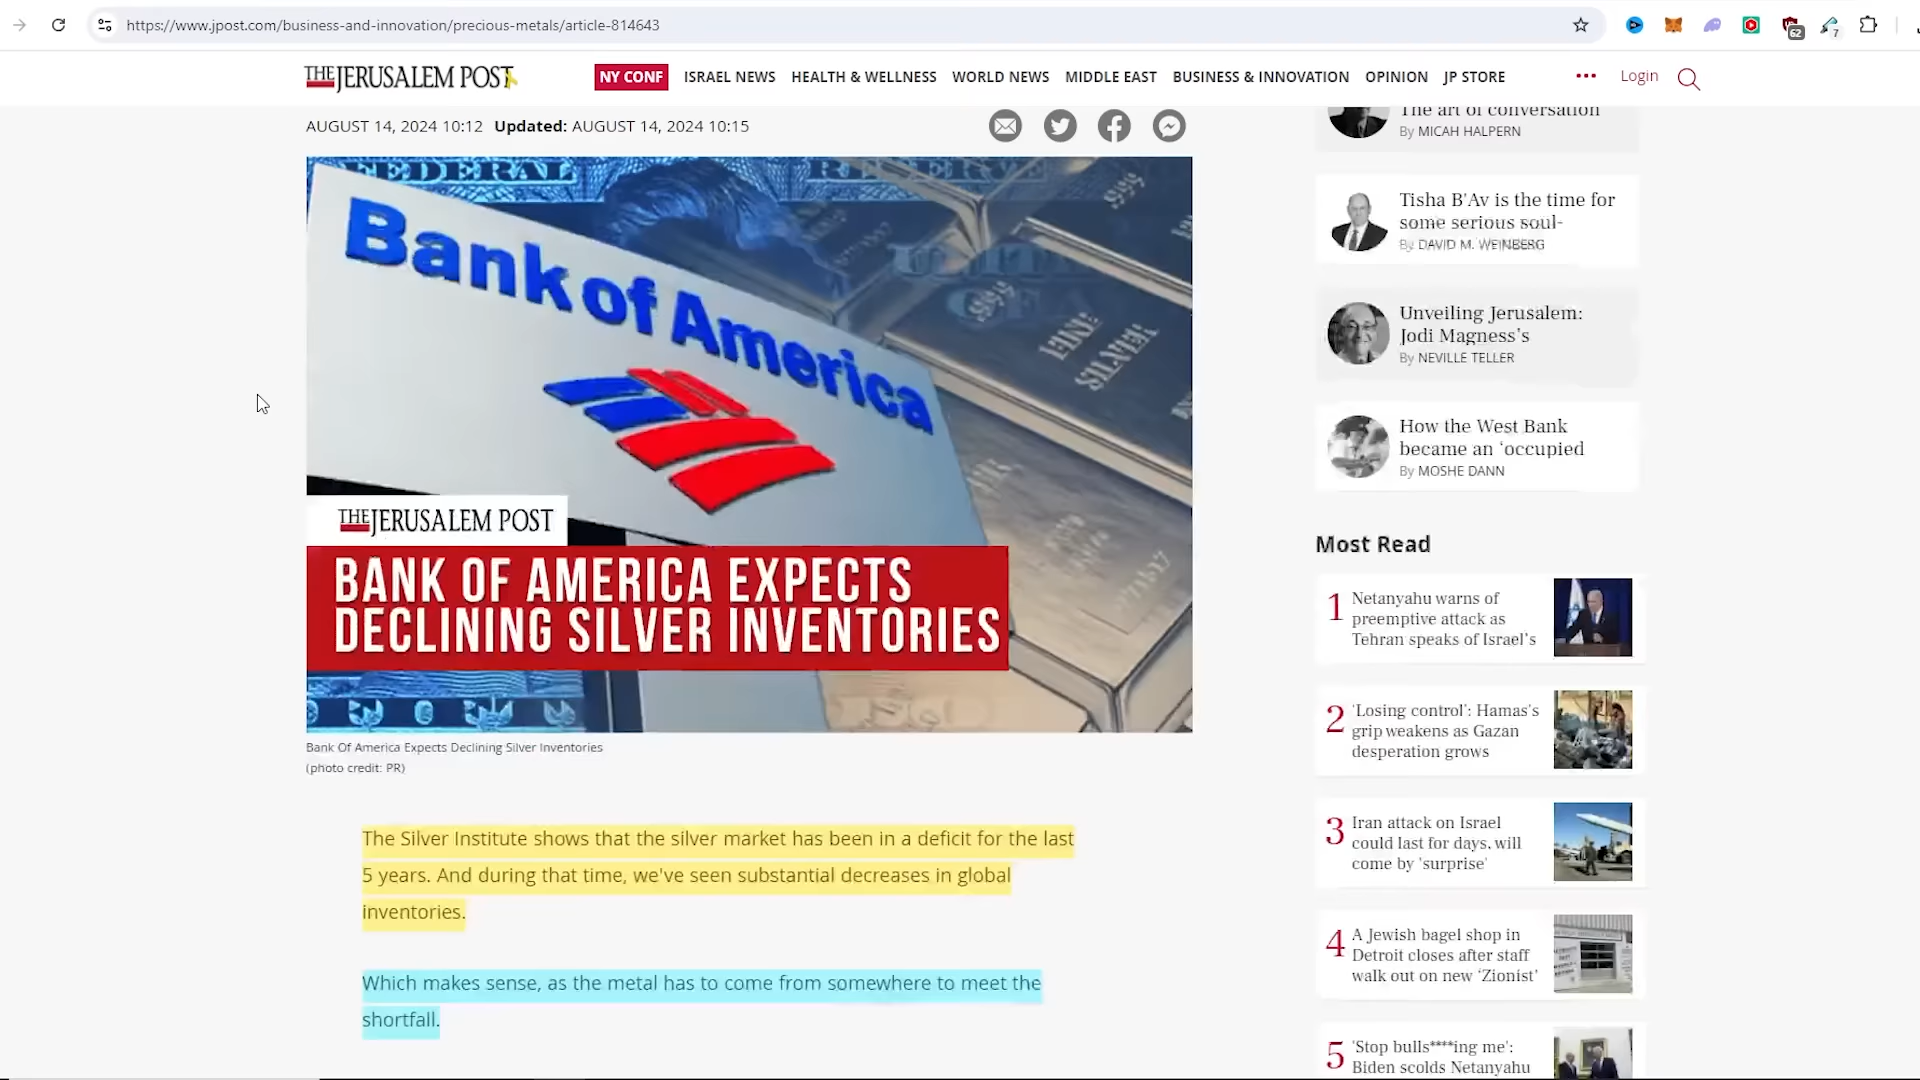 https://www.jpost.com/business-and-innovation/precious-metals/article-814643
62
7
THE JERUSALEM POST
NY CONF
ISRAEL NEWS
HEALTH & WELLNESS
WORLD NEWS
MIDDLE EAST
BUSINESS & INNOVATION
OPINION
JP STORE
Login
AUGUST 14, 2024 10:12 Updated: AUGUST 14, 2024 10:15
FEDERAL RESERVE
Bank of America
999
999
FINE
SILVER
THE JERUSALEM POST
BANK OF AMERICA EXPECTS
DECLINING SILVER INVENTORIES
Bank Of America Expects Declining Silver Inventories
(photo credit: PR)
The Silver Institute shows that the silver market has been in a deficit for the last
5 years. And during that time, we've seen substantial decreases in global
inventories.
Which makes sense, as the metal has to come from somewhere to meet the
shortfall.
The art of conversation
By MICAH HALPERN
Tisha B'Av is the time for
some serious soul-
By DAVID M. WEINBERG
Unveiling Jerusalem:
Jodi Magness's
By NEVILLE TELLER
How the West Bank
became an ‘occupied
By MOSHE DANN
Most Read
1
Netanyahu warns of
preemptive attack as
Tehran speaks of Israel's
2
'Losing control': Hamas's
grip weakens as Gazan
desperation grows
3
Iran attack on Israel
could last for days, will
come by 'surprise'
4
A Jewish bagel shop in
Detroit closes after staff
walk out on new ‘Zionist’
5
'Stop bulls****ing me':
Biden scolds Netanyahu